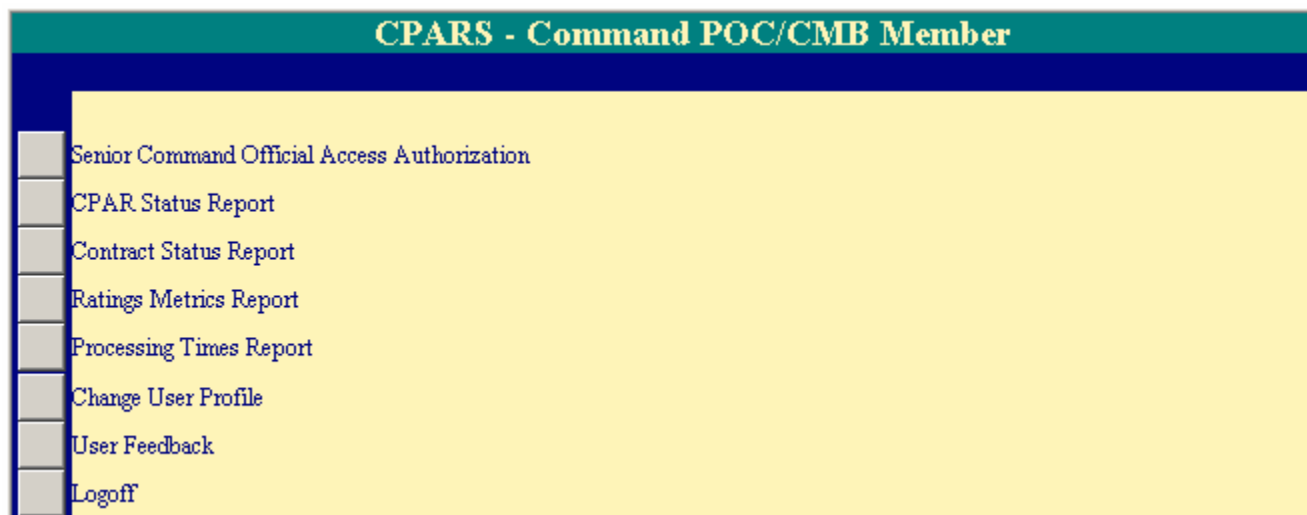 CPARS - Command POC/CMB Member
Senior Command Official Access Authorization
CPAR Status Report
Contract Status Report
Ratings Metrics Report
Processing Times Report
Change User Profile
User Feedback
Logoff